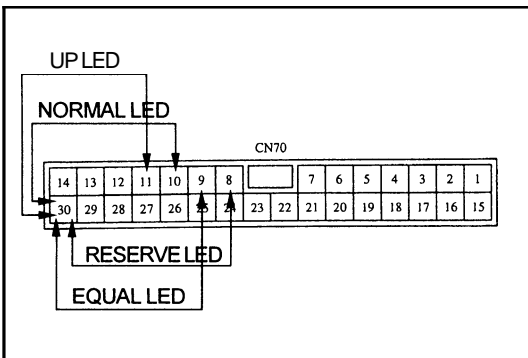 UP LED
NORMAL LED
CN70
14 13 12 11 10 9 8 7 6 5 4 3 2 1
30 29 28 27 26 25 24 23 22 21 20 19 18 17 16 15
RESERVE LED
EQUAL LED